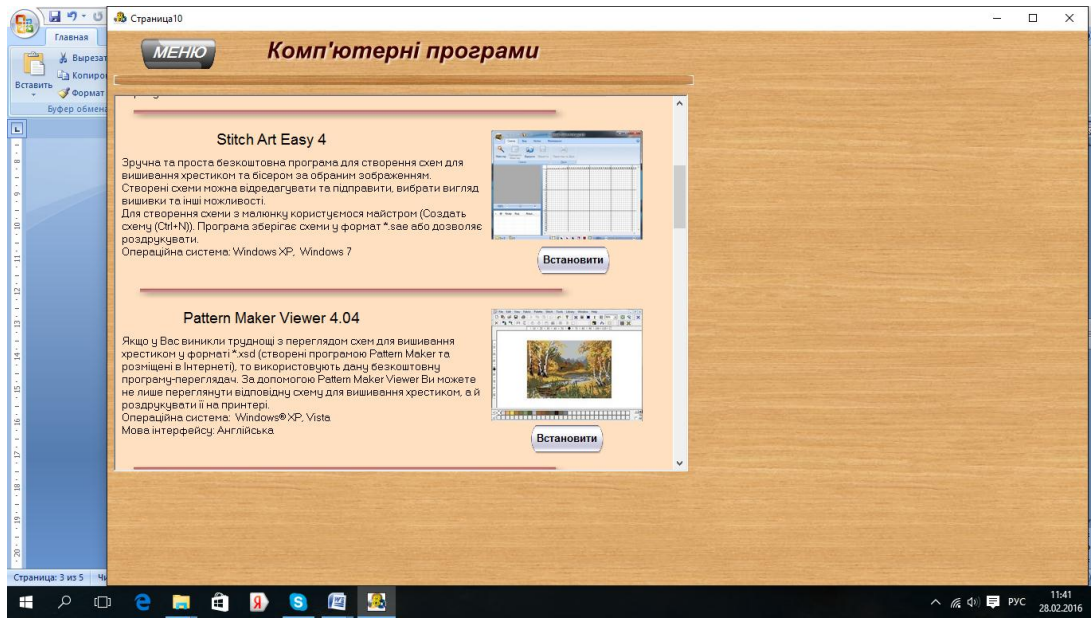 Страница10
Главная
Вырезат
Копиро
Вставить
Формат
Буфер обмена
МЕНЮ
Комп'ютерні програми
Stitch Art Easy 4
Зручна та проста безкоштовна програма для створення схем для
вишивання хрестиком та бісером за обраним зображенням.
Створені схеми можна відредагувати та підправити, вибрати вигляд
вишивки та інші можливості.
Для створення схеми з малюнку користуємося майстром (Создать
схему (Ctrl+N)). Програма зберігає схеми у формат *.sae або дозволяє
роздрукувати.
Операційна система: Windows XP, Windows 7
Встановити
Pattern Maker Viewer 4.04
Якщо у Вас виникли труднощі з переглядом схем для вишивання
хрестиком у форматі *.xsd (створені програмою Pattern Maker та
розміщені в Інтернеті), то використовують дану безкоштовну
програму-переглядач. За допомогою Pattern Maker Viewer Ви можете
не лише переглянути відповідну схему для вишивання хрестиком, а й
роздрукувати її на принтері.
Операційна система: Windows® XP, Vista
Мова інтерфейсу: Англійська
Встановити
Страница: 3 из 5
Чи
РУС
11:41
28.02.2016